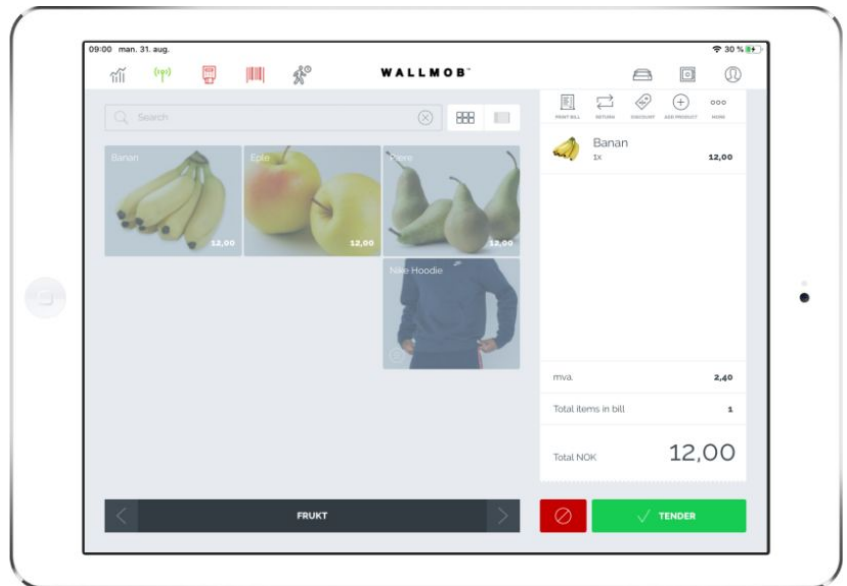 09:00 man. 31. aug.
30 %
WALLMOB™
Search
PRINT BILL RETURN DISCOUNT ADD PRODUCT MORE
Banan
12,00
Eple
12,00
Pære
12,00
Nike Hoodie
Banan
1x 12,00
mva. 2,40
Total items in bill 1
Total NOK 12,00
FRUKT
TENDER